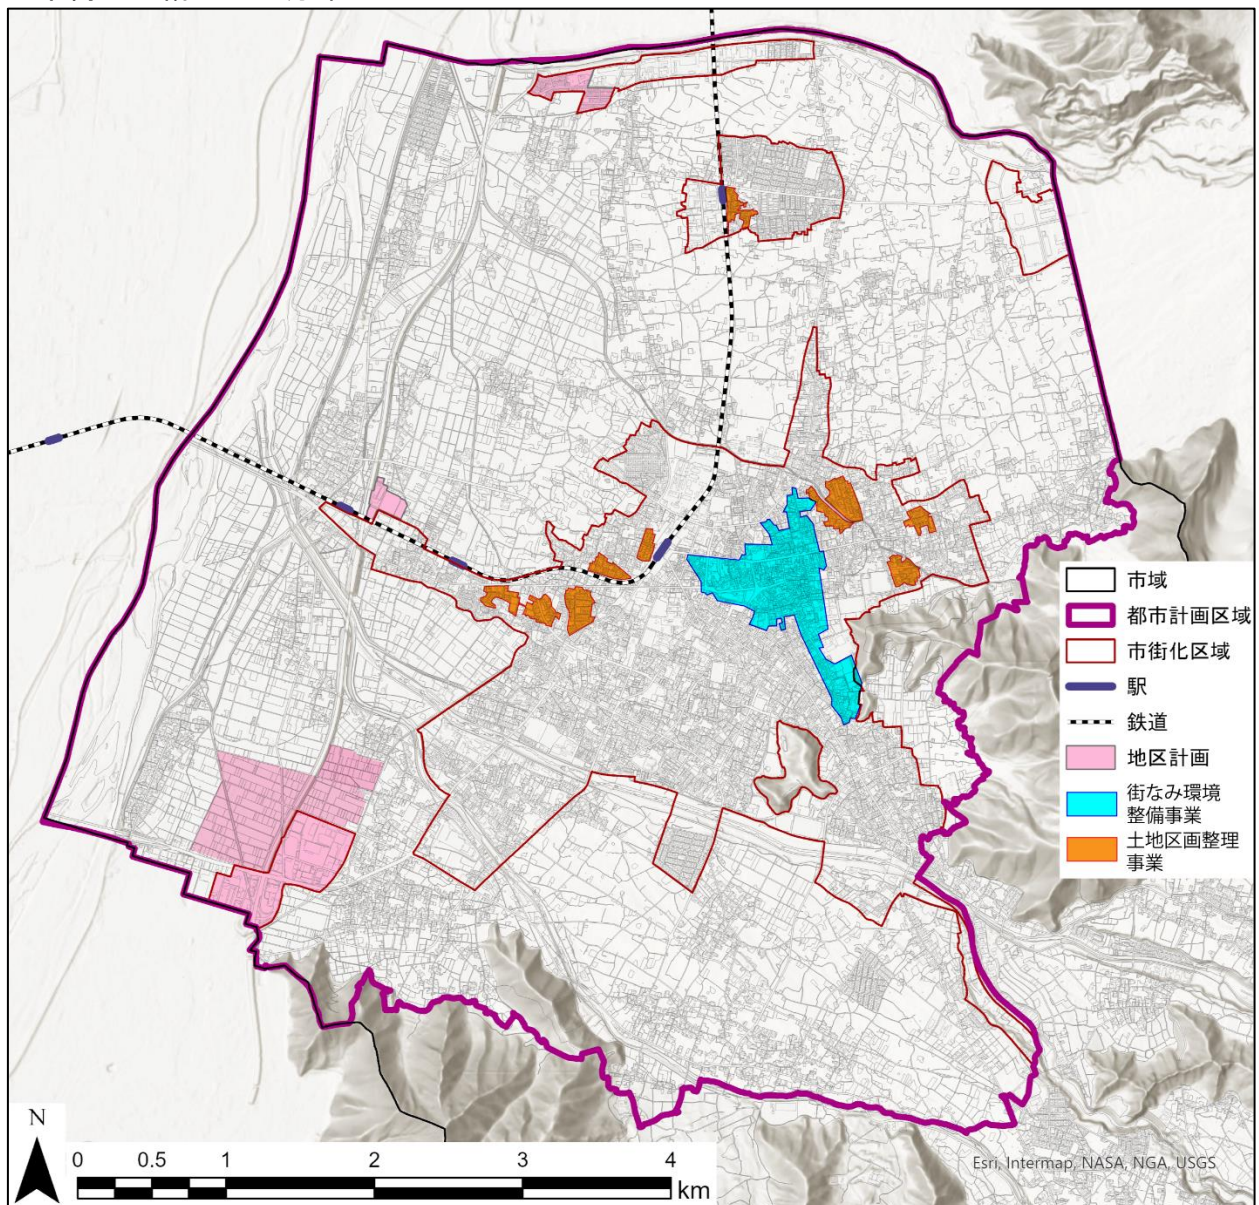 市域
都市計画区域
市街化区域
駅
鉄道
地区計画
街なみ環境
整備事業
土地区画整理
事業
N
0 0.5 1 2 3 4
km
Esri, Intermap, NASA, NGA, USGS